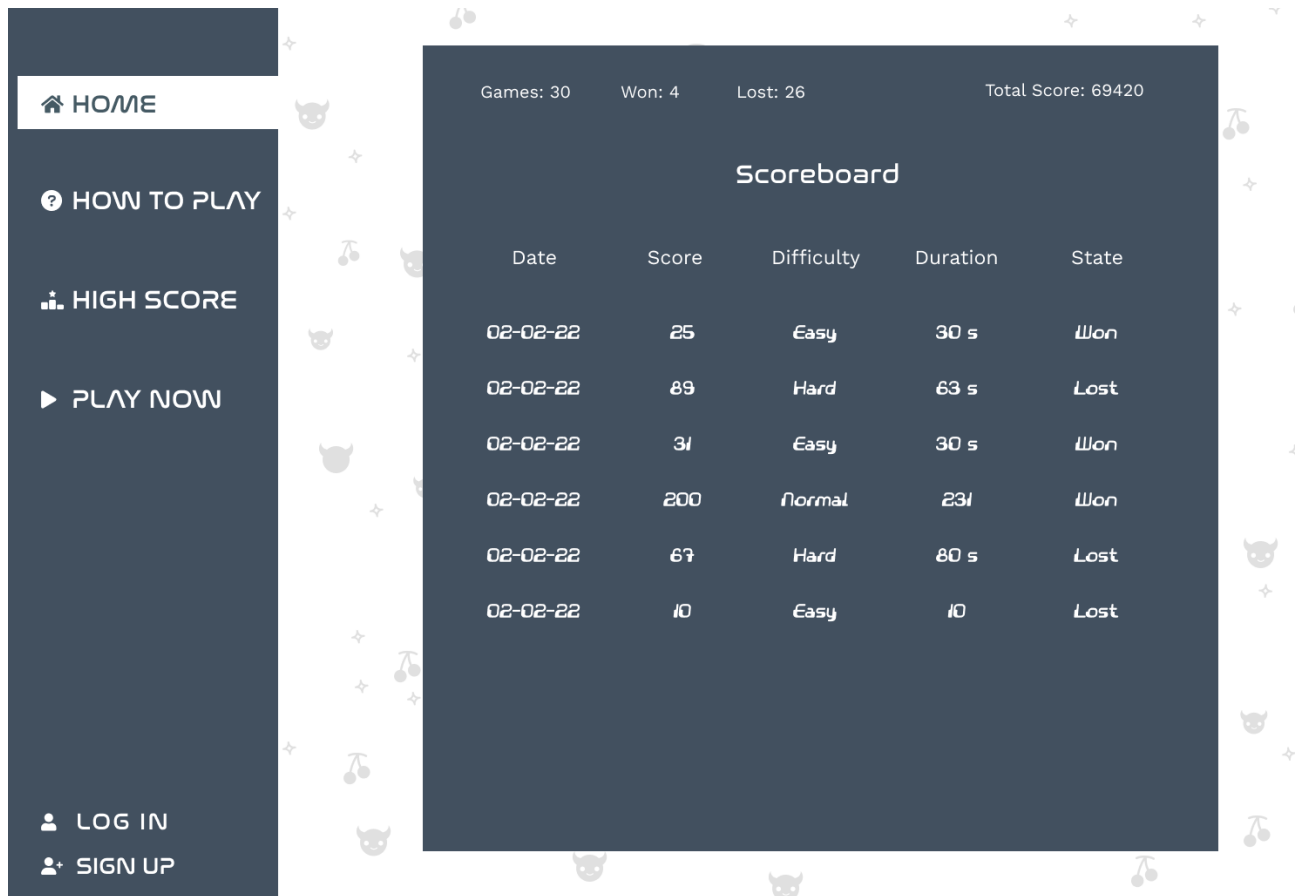 HOME
HOW TO PLAY
HIGH SCORE
PLAY NOW
LOG IN
SIGN UP
Games: 30 Won: 4 Lost: 26 Total Score: 69420
Scoreboard
Date Score Difficulty Duration State
02-02-22 25 Easy 30 s Won
02-02-22 89 Hard 63 s Lost
02-02-22 31 Easy 30 s Won
02-02-22 200 Normal 231 Won
02-02-22 67 Hard 80 s Lost
02-02-22 10 Easy 10 Lost